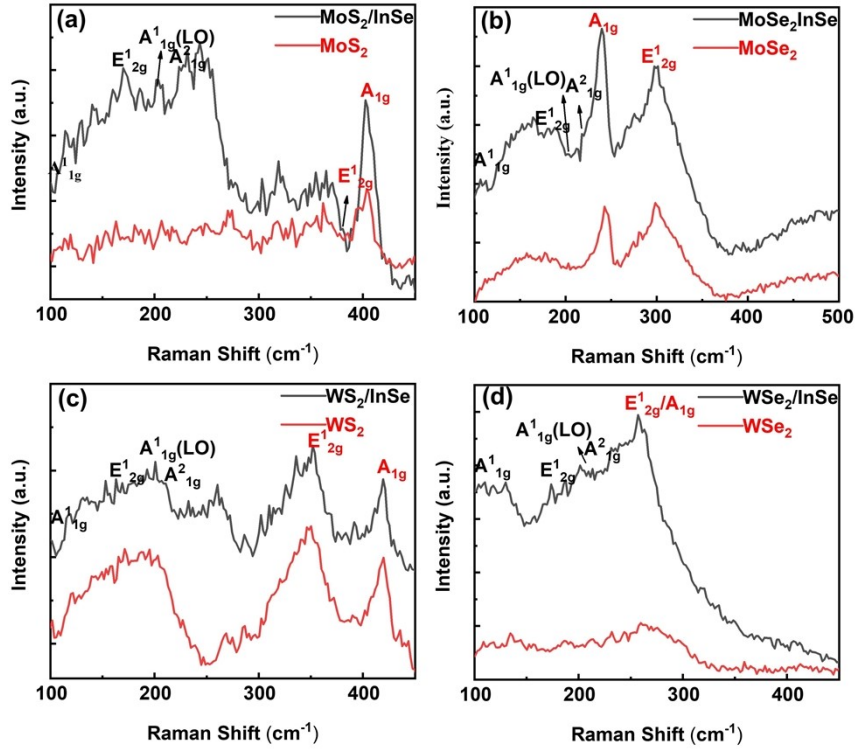 (a)
MoS₂/InSe
MoS₂
A¹₁g(LO)
E¹₂g
A²₁g
A¹₁g
A₁g
E¹₂g
Intensity (a.u.)
100 200 300 400
Raman Shift (cm⁻¹)
(b)
MoSe₂InSe
MoSe₂
A₁g
E¹₂g
A¹₁g(LO)
A²₁g
E¹₂g
A¹₁g
Intensity (a.u.)
100 200 300 400 500
Raman Shift (cm⁻¹)
(c)
WS₂/InSe
WS₂
A¹₁g(LO)
E¹₂g
E¹₂g
A²₁g
A₁g
A¹₁g
Intensity (a.u.)
100 200 300 400
Raman Shift (cm⁻¹)
(d)
WSe₂/InSe
WSe₂
E¹₂g/A₁g
A¹₁g(LO)
A²₁g
A¹₁g
E¹₂g
Intensity (a.u.)
100 200 300 400
Raman Shift (cm⁻¹)